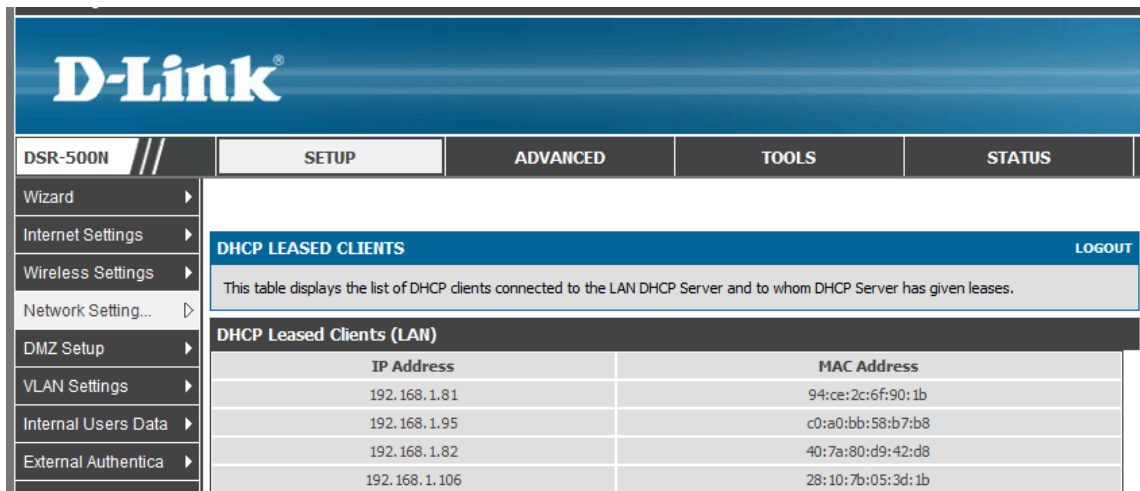 D-Link®
DSR-500N
SETUP
ADVANCED
TOOLS
STATUS
Wizard
Internet Settings
Wireless Settings
Network Setting...
DMZ Setup
VLAN Settings
Internal Users Data
External Authentica
DHCP LEASED CLIENTS
LOGOUT
This table displays the list of DHCP clients connected to the LAN DHCP Server and to whom DHCP Server has given leases.
DHCP Leased Clients (LAN)
IP Address MAC Address
192.168.1.81 94:ce:2c:6f:90:1b
192.168.1.95 c0:a0:bb:58:b7:b8
192.168.1.82 40:7a:80:d9:42:d8
192.168.1.106 28:10:7b:05:3d:1b